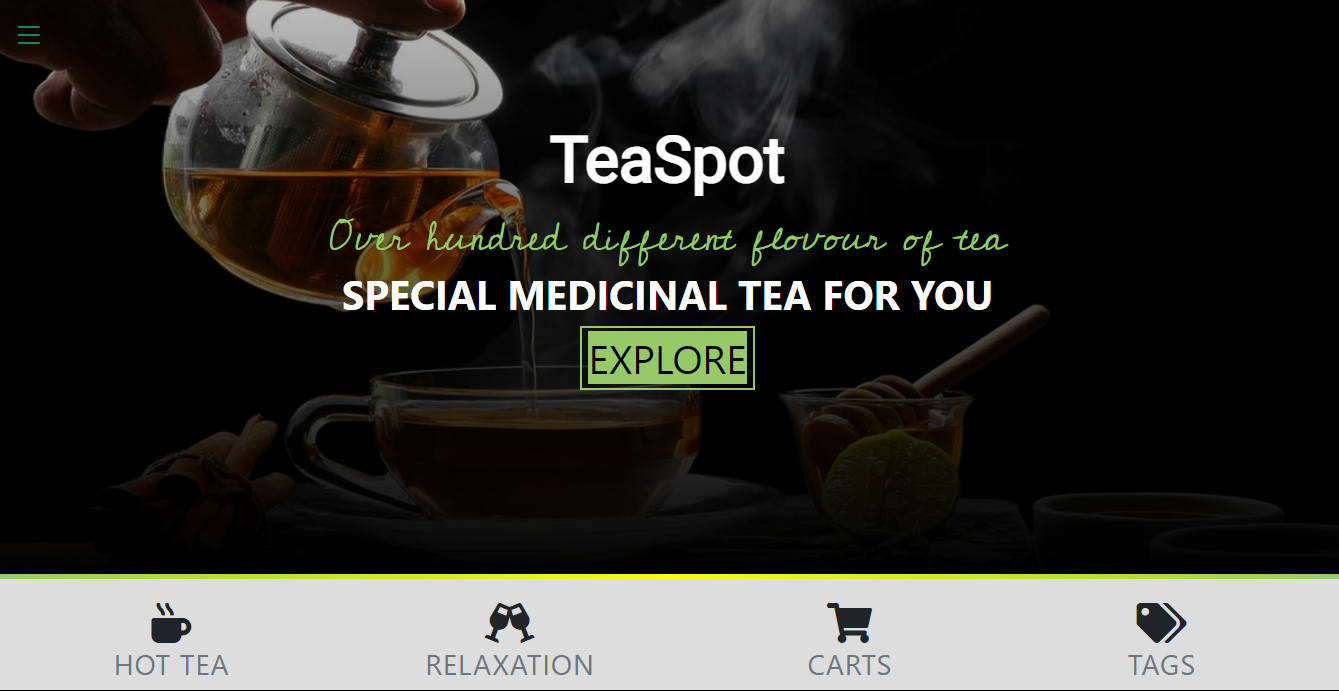 TeaSpot
Over hundred different flovour of tea
SPECIAL MEDICINAL TEA FOR YOU
EXPLORE
HOT TEA
RELAXATION
CARTS
TAGS